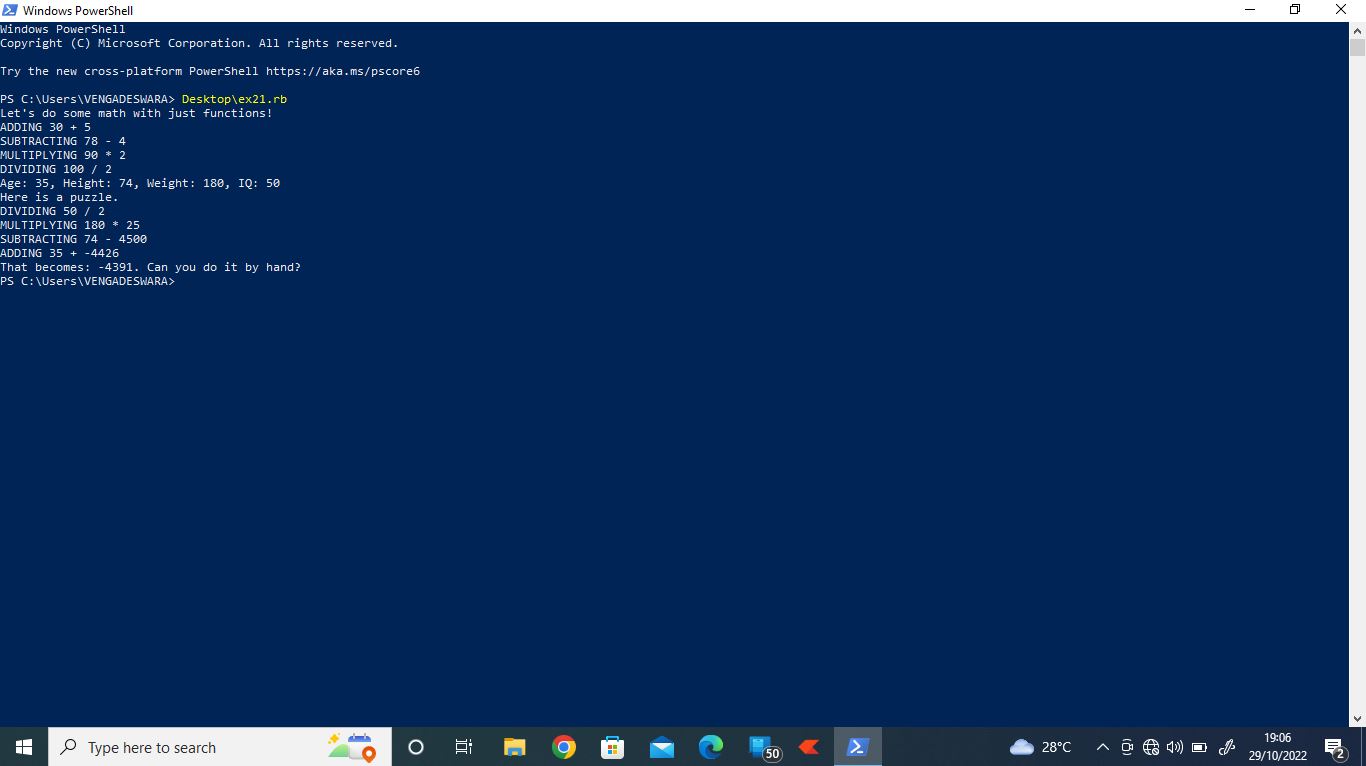 Windows PowerShell
Windows PowerShell
Copyright (C) Microsoft Corporation. All rights reserved.
Try the new cross-platform PowerShell https://aka.ms/pscore6
PS C:\Users\VENGADESWARA> Desktop\ex21.rb
Let's do some math with just functions!
ADDING 30 + 5
SUBTRACTING 78 - 4
MULTIPLYING 90 * 2
DIVIDING 100 / 2
Age: 35, Height: 74, Weight: 180, IQ: 50
Here is a puzzle.
DIVIDING 50 / 2
MULTIPLYING 180 * 25
SUBTRACTING 74 - 4500
ADDING 35 + -4426
That becomes: -4391. Can you do it by hand?
PS C:\Users\VENGADESWARA>
Type here to search
50
28°C
19:06
29/10/2022
2